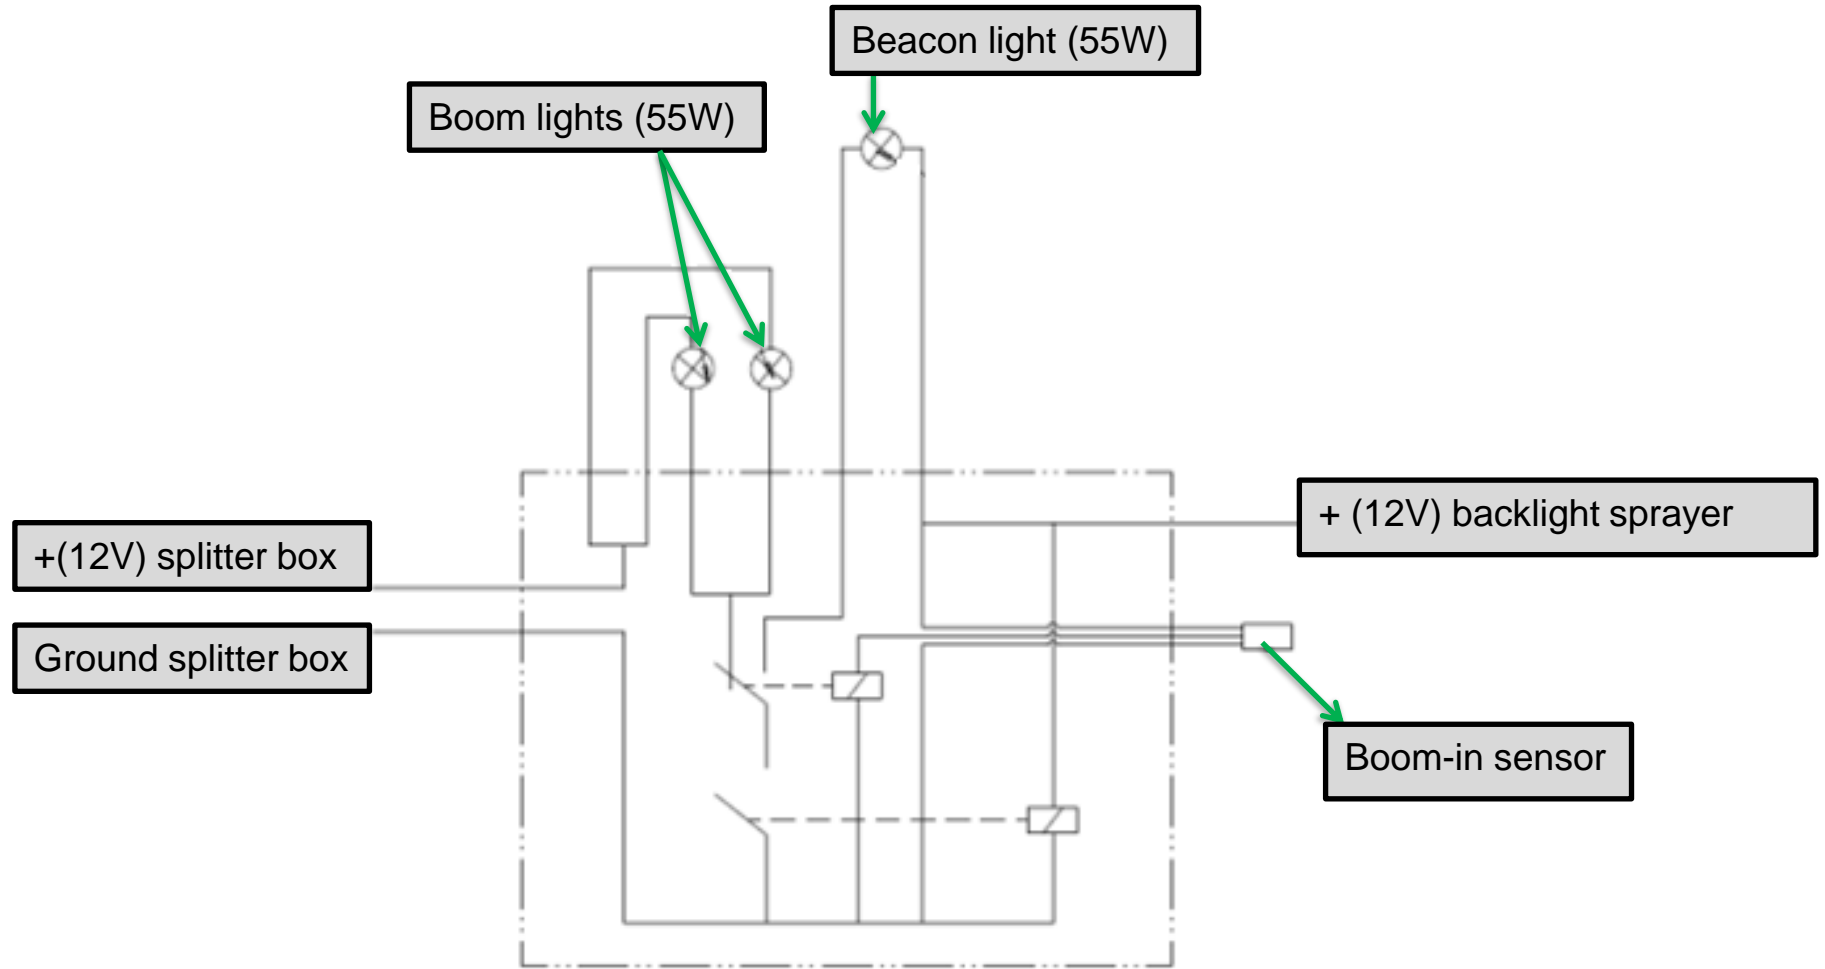 Beacon light (55W)
Boom lights (55W)
+ (12V) backlight sprayer
+(12V) splitter box
Ground splitter box
Boom-in sensor